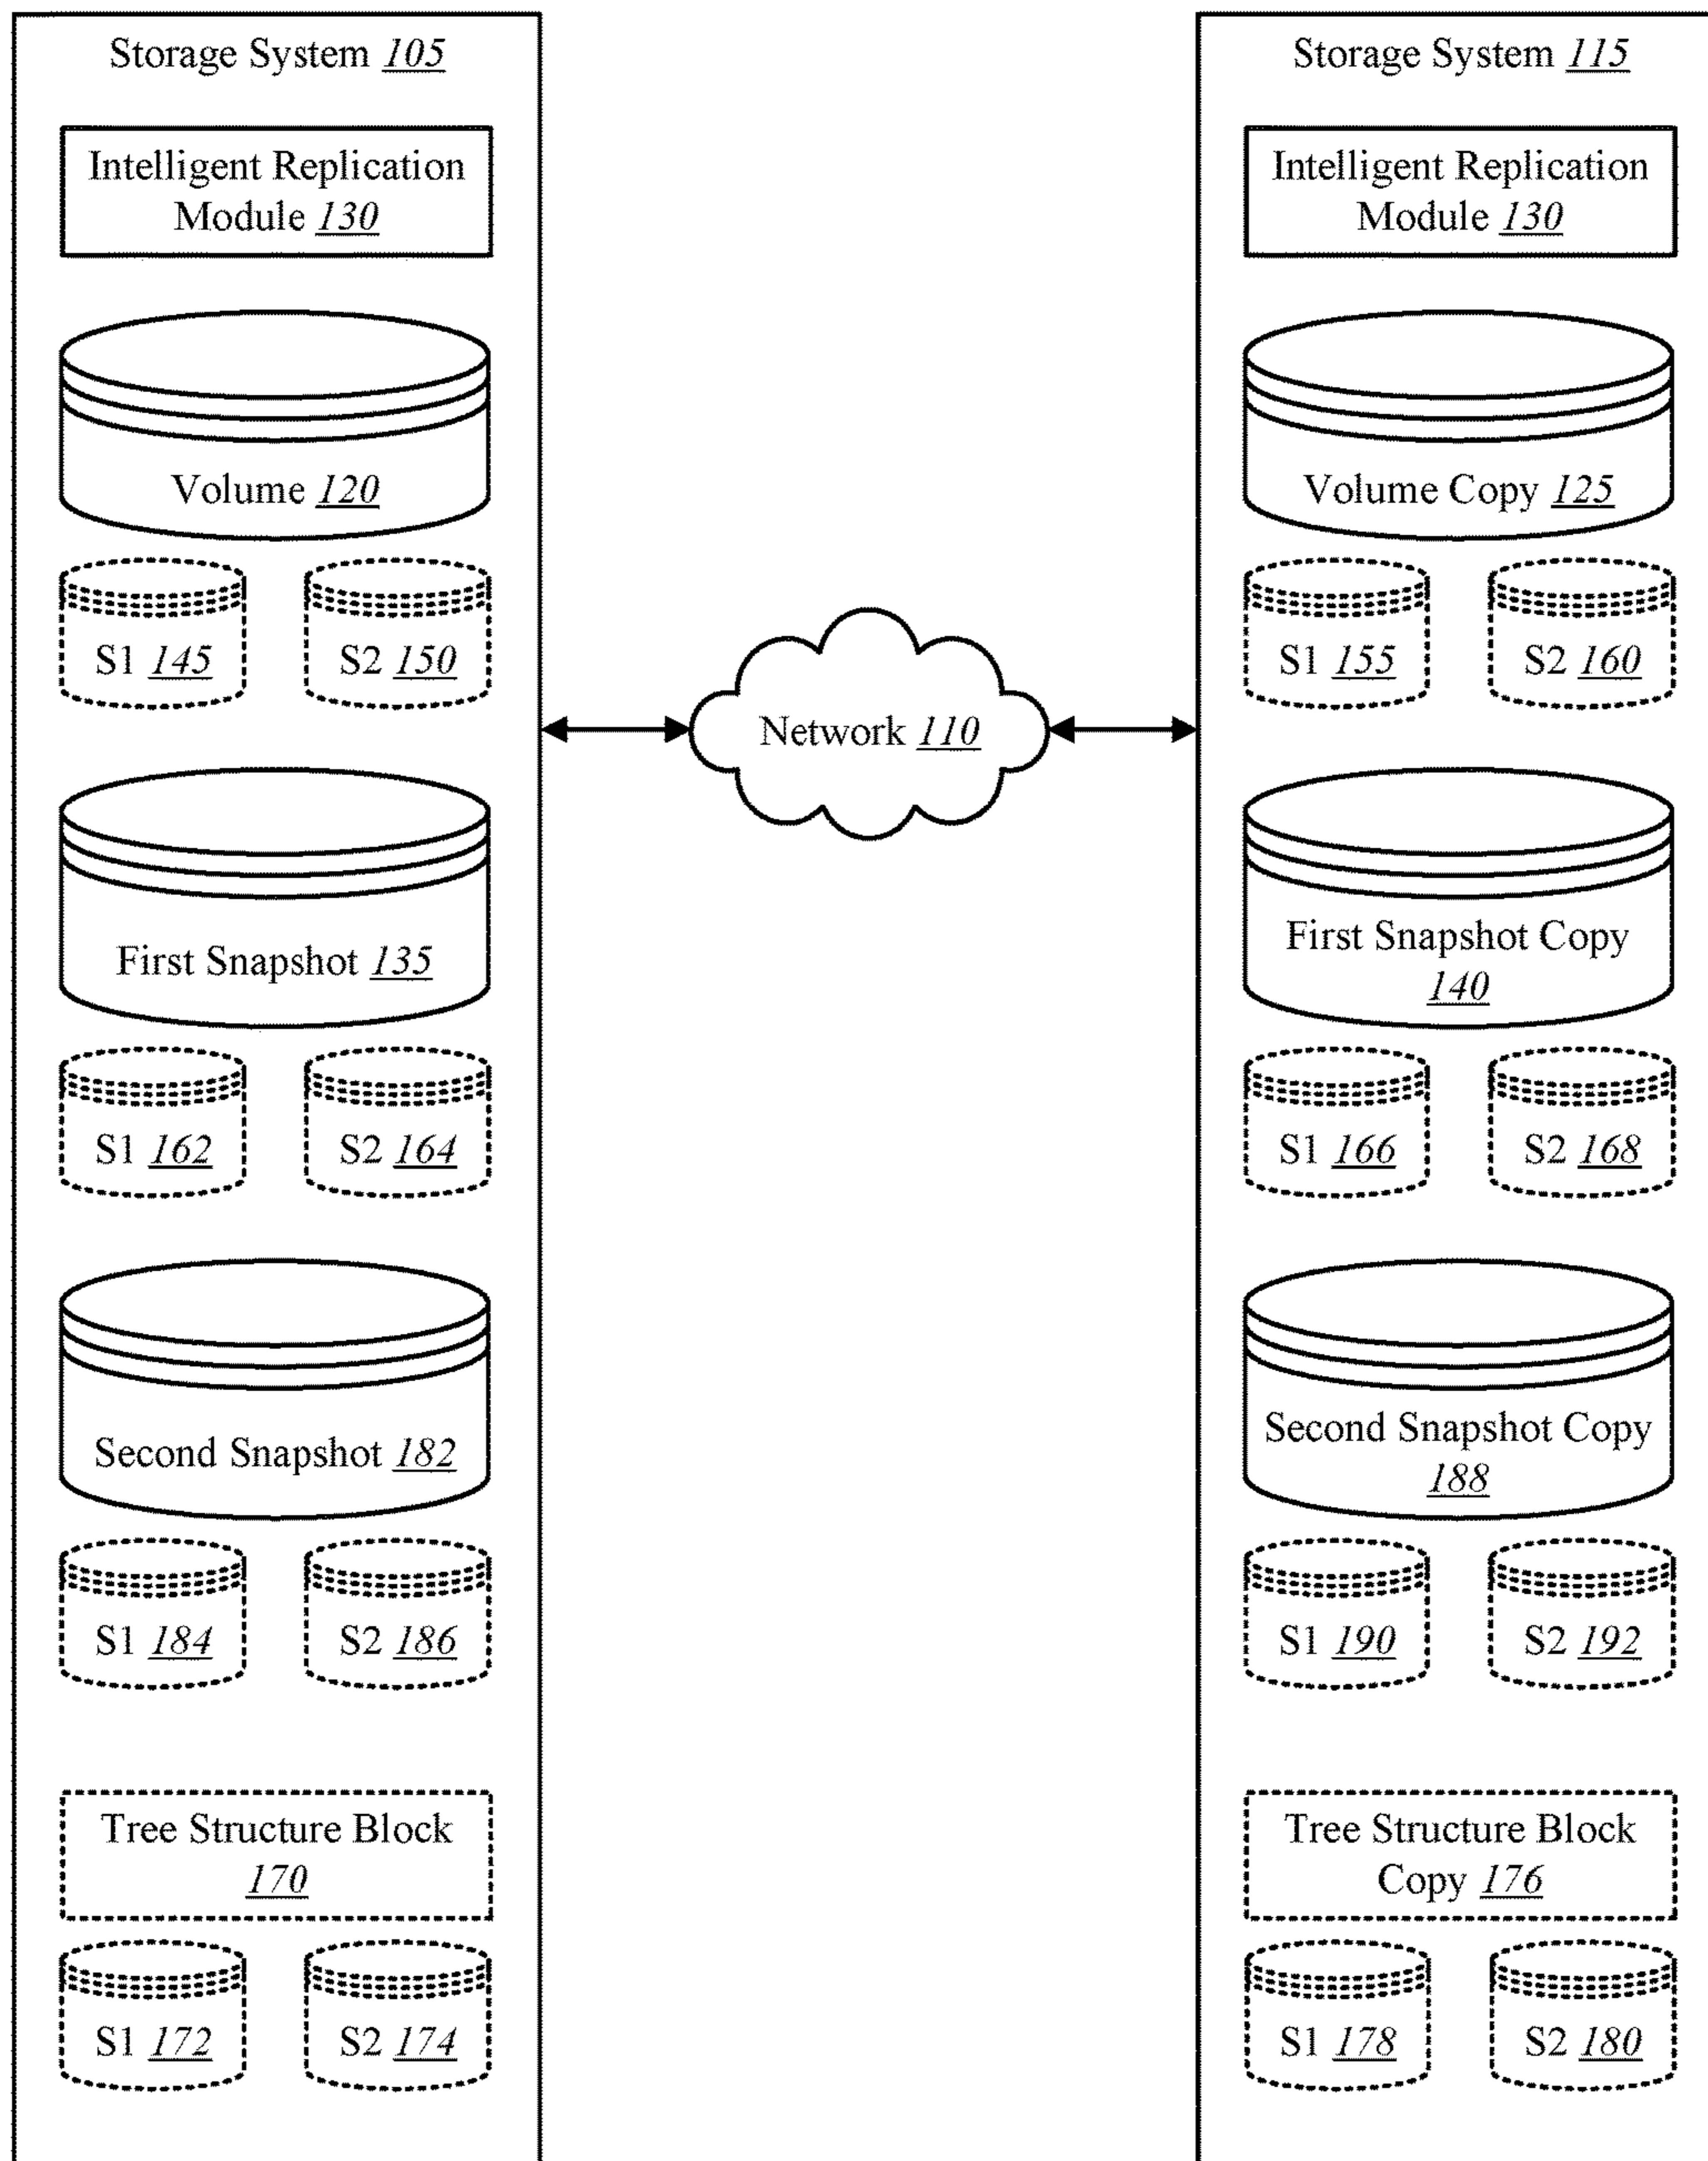 Storage System 105
Intelligent Replication
Module 130
Volume 120
S1 145
S2 150
First Snapshot 135
S1 162
S2 164
Second Snapshot 182
S1 184
S2 186
Tree Structure Block
170
S1 172
S2 174
Network 110
Storage System 115
Intelligent Replication
Module 130
Volume Copy 125
S1 155
S2 160
First Snapshot Copy
140
S1 166
S2 168
Second Snapshot Copy
188
S1 190
S2 192
Tree Structure Block
Copy 176
S1 178
S2 180